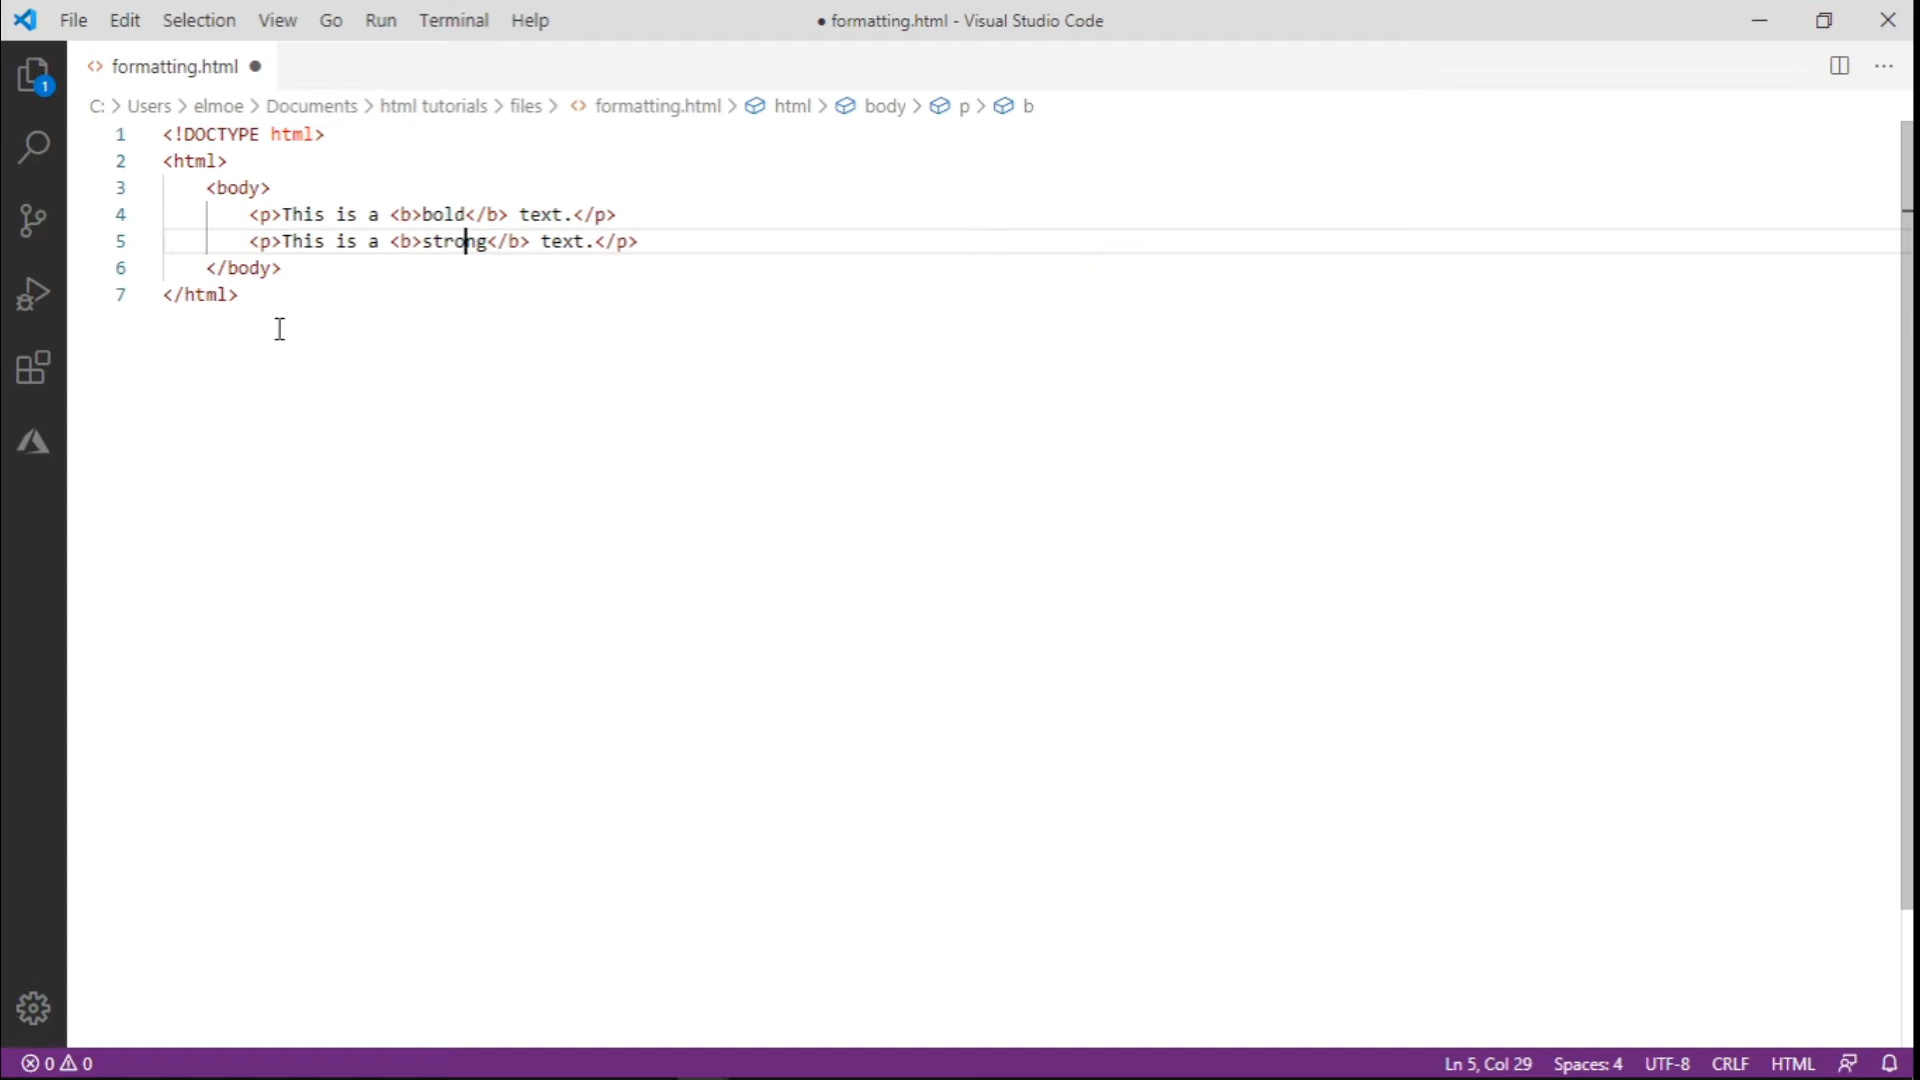 File Edit Selection View Go Run Terminal Help ● formatting.html - Visual Studio Code
formatting.html ●
1
C: > Users > elmoe > Documents > html tutorials > files > formatting.html > html > body > p > b
1 <!DOCTYPE html>
2 <html>
3 <body>
4 <p>This is a <b>bold</b> text.</p>
5 <p>This is a <b>strong</b> text.</p>
6 </body>
7 </html>
0 0 Ln 5, Col 29 Spaces: 4 UTF-8 CRLF HTML